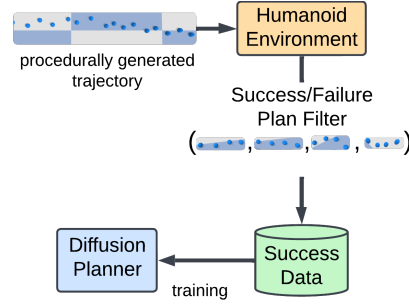 Humanoid
Environment
procedurally generated
trajectory
Success/Failure
Plan Filter
( , , , )
Success
Data
Diffusion
Planner
training